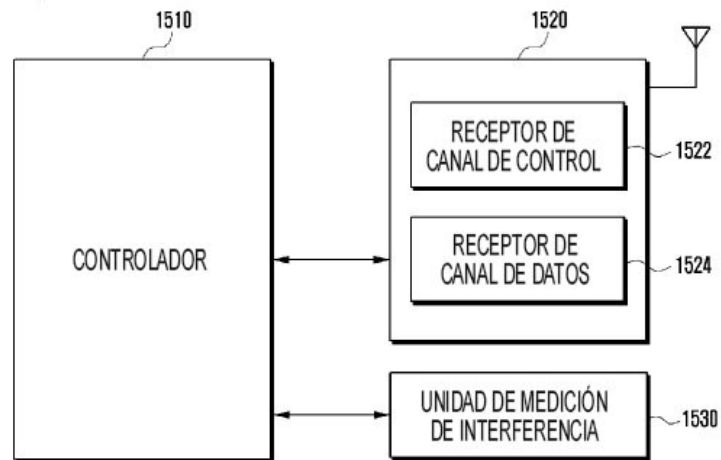 1510
1520
RECEPTOR DE
CANAL DE CONTROL
1522
CONTROLADOR
RECEPTOR DE
CANAL DE DATOS
1524
UNIDAD DE MEDICIÓN
DE INTERFERENCIA
1530